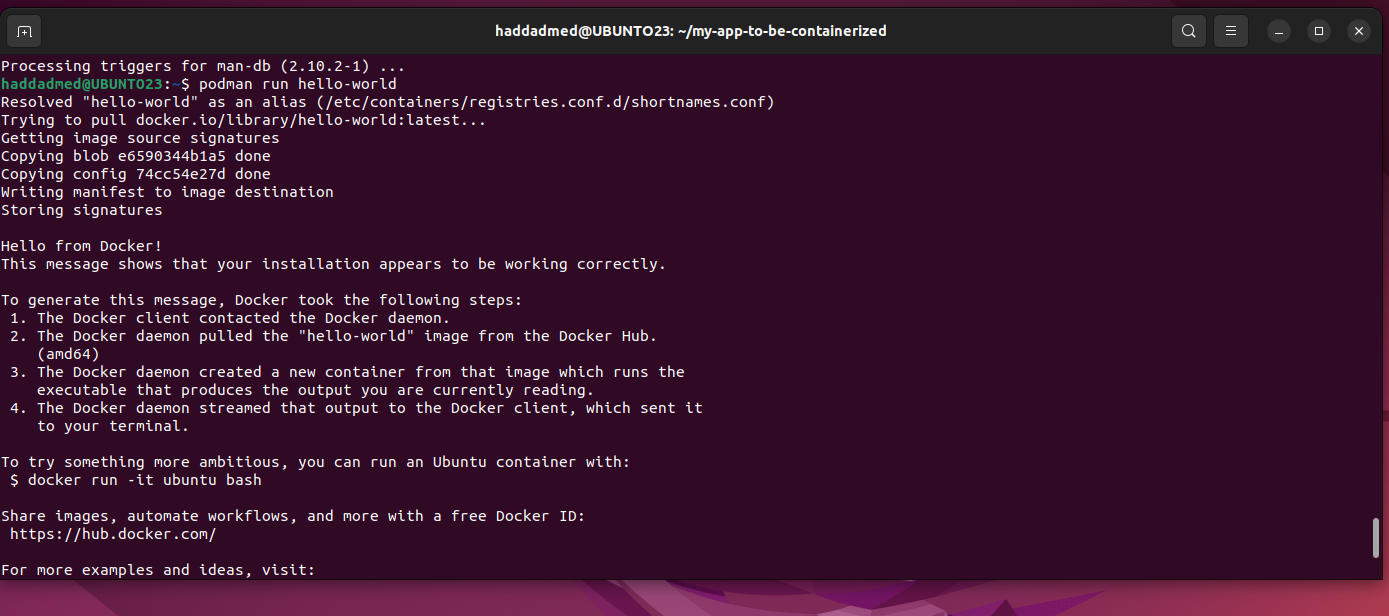 haddadmed@UBUNTO23: ~/my-app-to-be-containerized
Processing triggers for man-db (2.10.2-1) ...
haddadmed@UBUNTO23:~$ podman run hello-world
Resolved "hello-world" as an alias (/etc/containers/registries.conf.d/shortnames.conf)
Trying to pull docker.io/library/hello-world:latest...
Getting image source signatures
Copying blob e6590344b1a5 done
Copying config 74cc54e27d done
Writing manifest to image destination
Storing signatures
Hello from Docker!
This message shows that your installation appears to be working correctly.
To generate this message, Docker took the following steps:
1. The Docker client contacted the Docker daemon.
2. The Docker daemon pulled the "hello-world" image from the Docker Hub.
(amd64)
3. The Docker daemon created a new container from that image which runs the
executable that produces the output you are currently reading.
4. The Docker daemon streamed that output to the Docker client, which sent it
to your terminal.
To try something more ambitious, you can run an Ubuntu container with:
$ docker run -it ubuntu bash
Share images, automate workflows, and more with a free Docker ID:
https://hub.docker.com/
For more examples and ideas, visit: